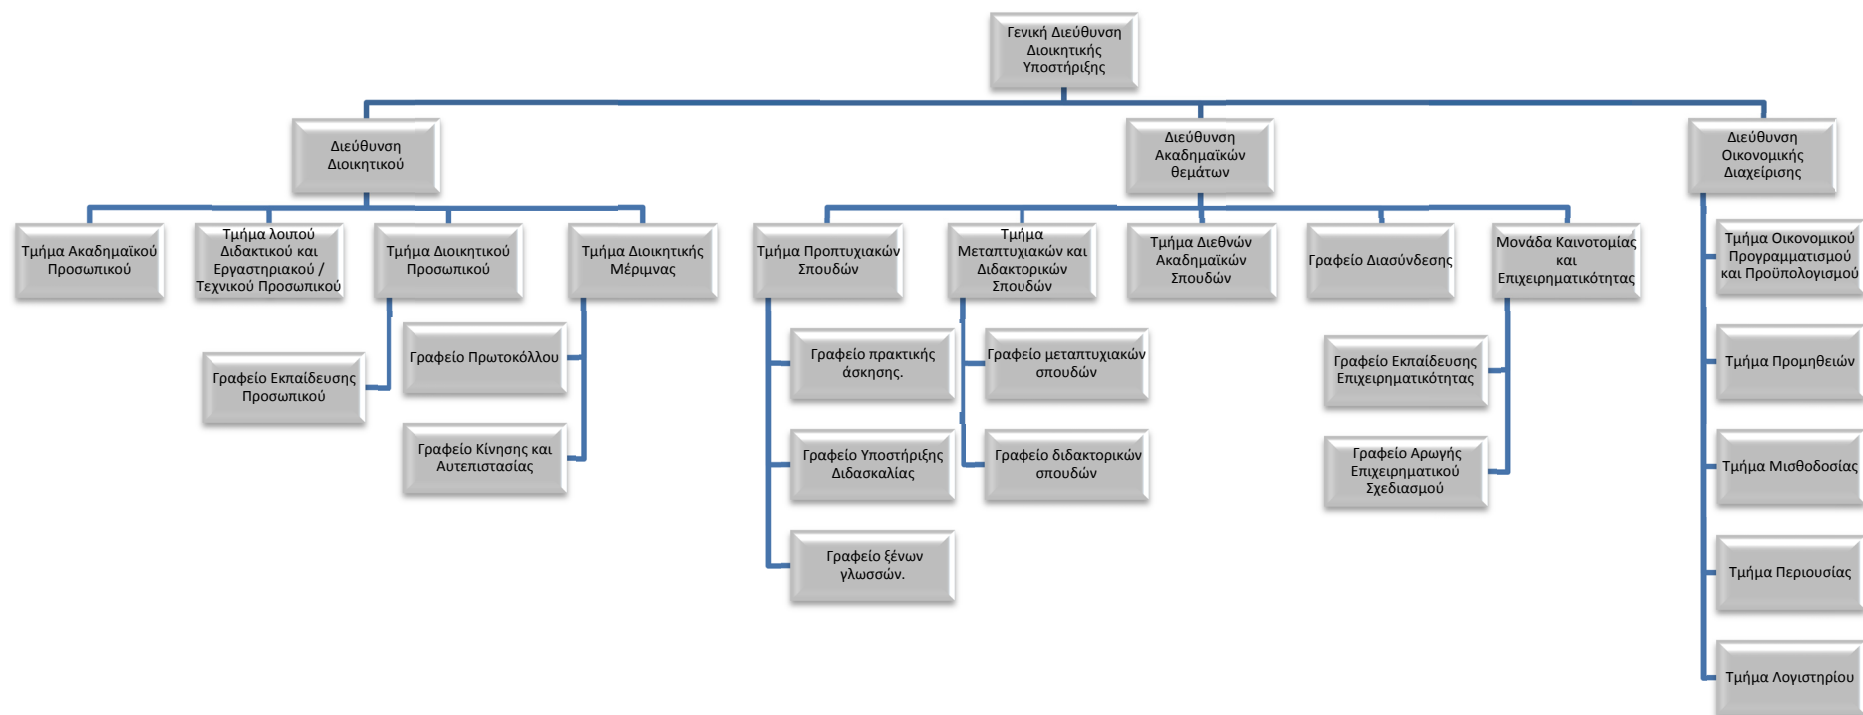 Γενική Διεύθυνση
Διοικητικής
Υποστήριξης
Διεύθυνση
Διοικητικού
Διεύθυνση
Ακαδημαϊκών
θεμάτων
Διεύθυνση
Οικονομικής
Διαχείρισης
Τμήμα Ακαδημαϊκού
Προσωπικού
Τμήμα λοιπού
Διδακτικού και
Εργαστηριακού /
Τεχνικού Προσωπικού
Τμήμα Διοικητικού
Προσωπικού
Τμήμα Διοικητικής
Μέριμνας
Τμήμα Προπτυχιακών
Σπουδών
Τμήμα
Μεταπτυχιακών και
Διδακτορικών
Σπουδών
Τμήμα Διεθνών
Ακαδημαϊκών
Σπουδών
Γραφείο Διασύνδεσης
Μονάδα Καινοτομίας
και
Επιχειρηματικότητας
Τμήμα Οικονομικού
Προγραμματισμού
και Προϋπολογισμού
Γραφείο Εκπαίδευσης
Προσωπικού
Γραφείο Πρωτοκόλλου
Γραφείο Κίνησης και
Αυτεπιστασίας
Γραφείο πρακτικής
άσκησης.
Γραφείο Υποστήριξης
Διδασκαλίας
Γραφείο ξένων
γλωσσών.
Γραφείο μεταπτυχιακών
σπουδών
Γραφείο διδακτορικών
σπουδών
Γραφείο Εκπαίδευσης
Επιχειρηματικότητας
Γραφείο Αρωγής
Επιχειρηματικού
Σχεδιασμού
Τμήμα Προμηθειών
Τμήμα Μισθοδοσίας
Τμήμα Περιουσίας
Τμήμα Λογιστηρίου